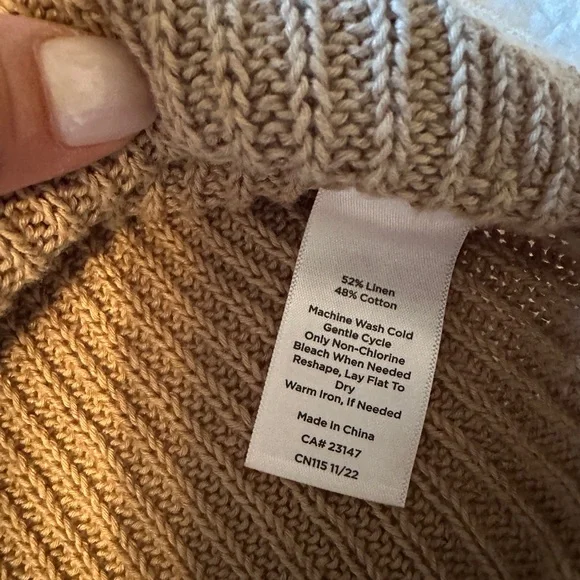 52% Linen
48% Cotton
Machine Wash Cold
Gentle Cycle
Only Non-Chlorine
Bleach When Needed
Reshape, Lay Flat To
Dry
Warm Iron, If Needed
Made in China
CA# 23147
CN115 11/22